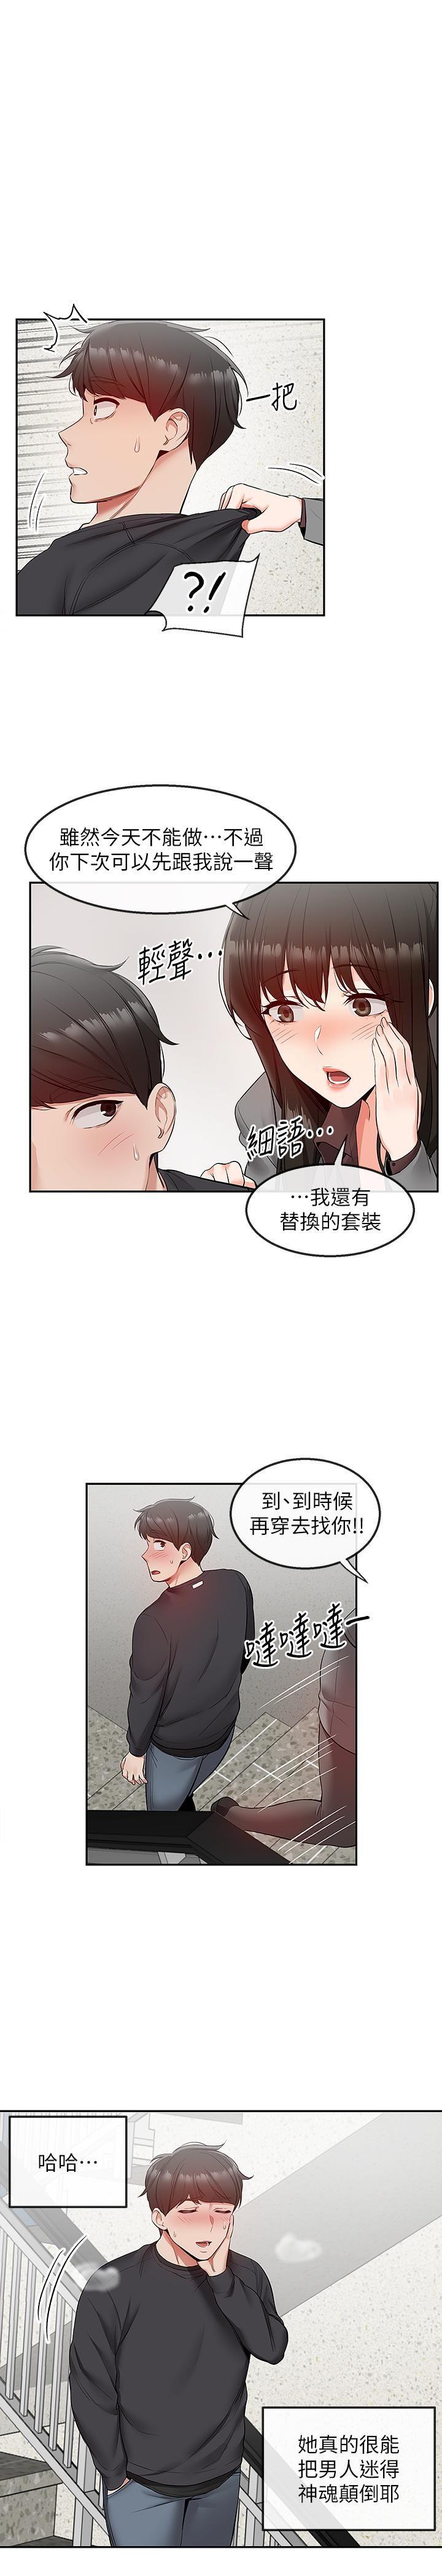 一把
?!
雖然今天不能做…不過
你下次可以先跟我說一聲
輕聲…
細語…
…我還有
替換的套裝
到、到時候
再穿去找你!!
噠噠噠一
哈哈…
她真的很能
把男人迷得
神魂顛倒耶